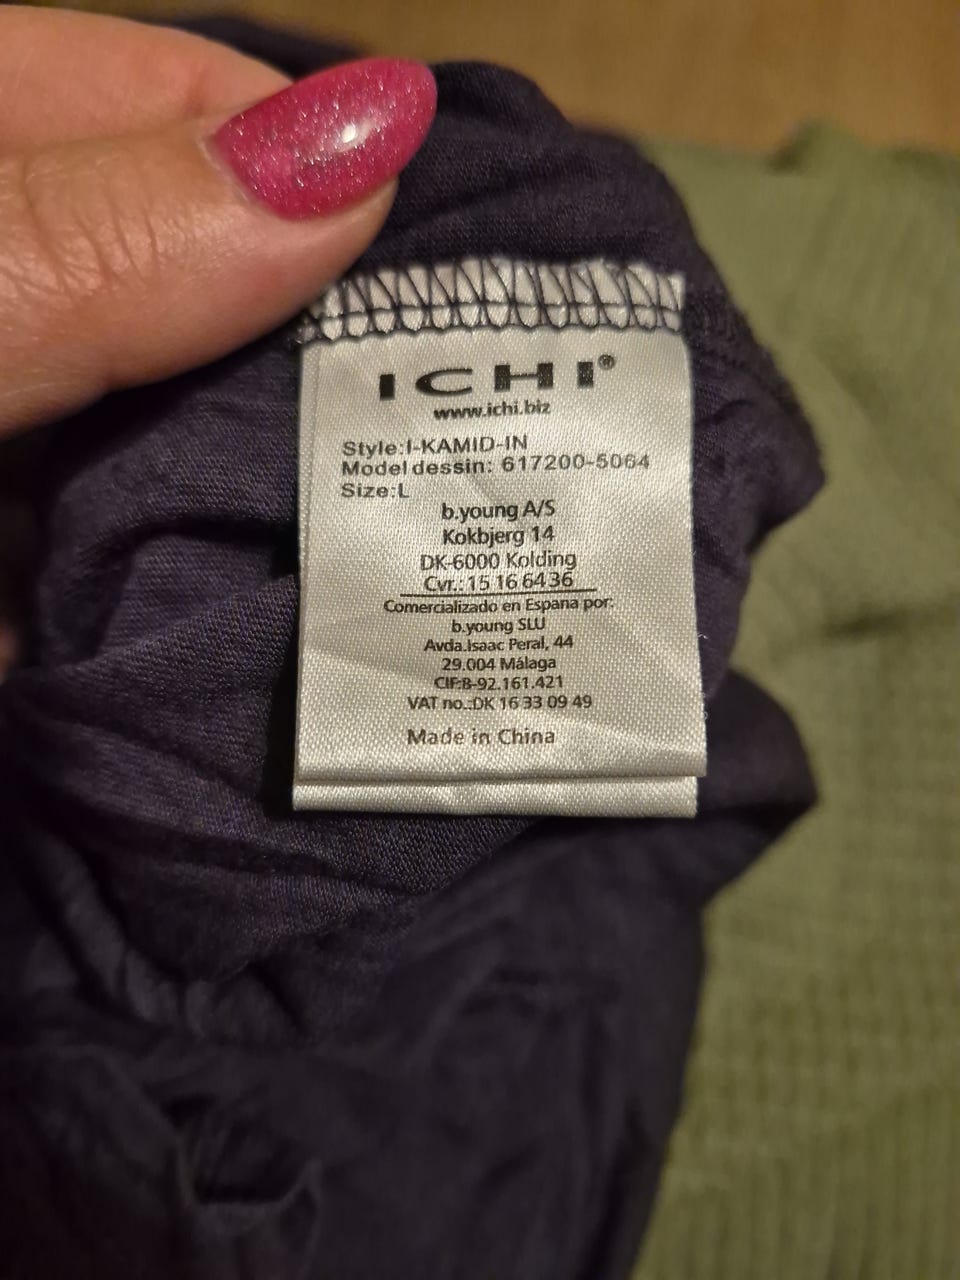 ICHI®
www.ichi.biz
Style:I-KAMID-IN
Model dessin: 617200-5064
Size:L
b.young A/S
Kokbjerg 14
DK-6000 Kolding
Cvr.: 15 16 64 36
Comercializado en Espana por:
b.young SLU
Avda.Isaac Peral, 44
29.004 Málaga
CIF:B-92.161.421
VAT no.:DK 16 33 09 49
Made in China